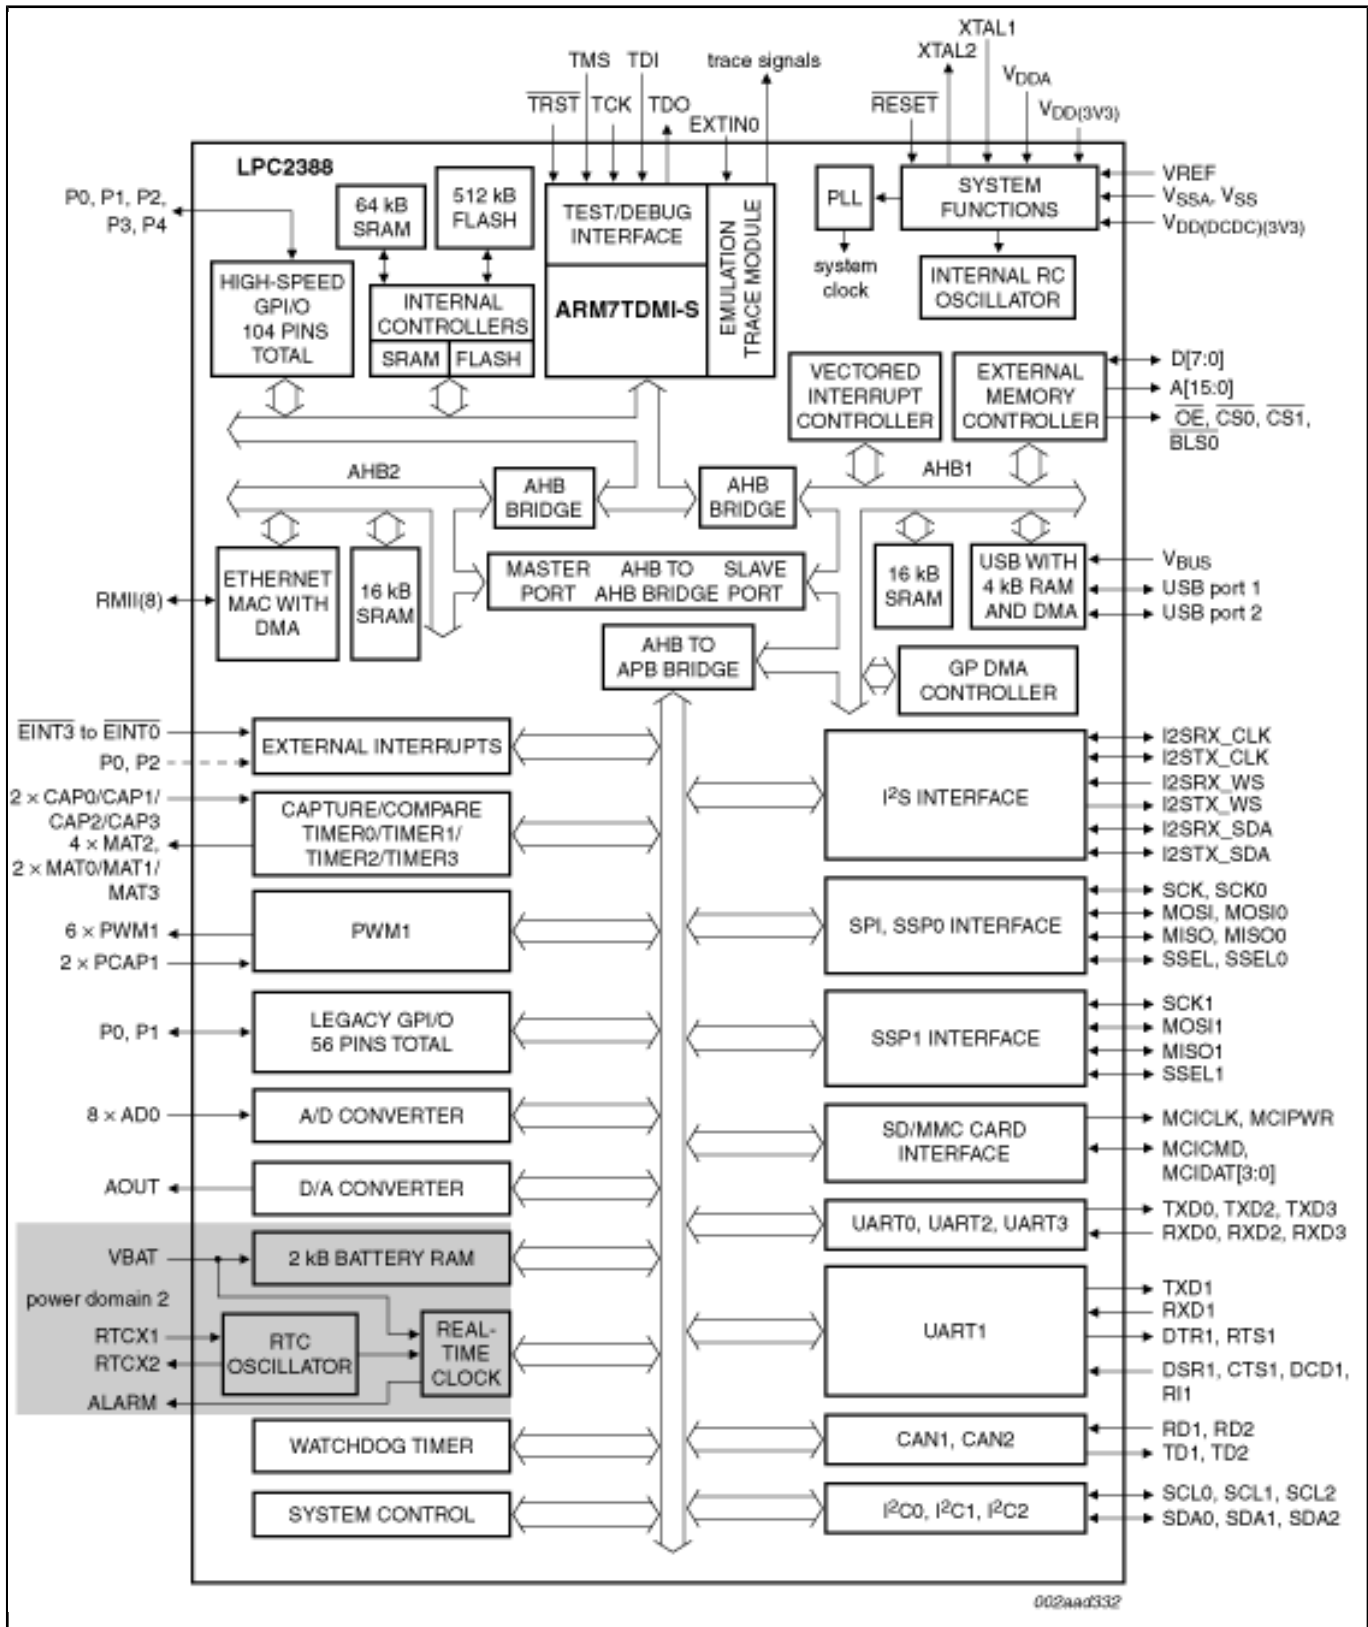 XTAL1
XTAL2
TMS TDI
trace signals
VDDA
TRST TCK
TDO
RESET
VDD(3V3)
EXTIN0
LPC2388
P0, P1, P2,
P3, P4
64 kB
SRAM
512 kB
FLASH
TEST/DEBUG
INTERFACE
EMULATION
TRACE MODULE
PLL
SYSTEM
FUNCTIONS
VREF
VSSA, VSS
VDD(DCDC)(3V3)
system
clock
INTERNAL RC
OSCILLATOR
HIGH-SPEED
GPI/O
104 PINS
TOTAL
INTERNAL
CONTROLLERS
SRAM FLASH
ARM7TDMI-S
VECTORED
INTERRUPT
CONTROLLER
EXTERNAL
MEMORY
CONTROLLER
D[7:0]
A[15:0]
OE, CS0, CS1,
BLS0
AHB2
AHB
BRIDGE
AHB
BRIDGE
AHB1
ETHERNET
MAC WITH
DMA
16 kB
SRAM
MASTER
PORT
AHB TO
AHB BRIDGE
SLAVE
PORT
16 kB
SRAM
USB WITH
4 kB RAM
AND DMA
VBUS
USB port 1
USB port 2
RMII(8)
AHB TO
APB BRIDGE
GP DMA
CONTROLLER
EINT3 to EINT0
P0, P2
EXTERNAL INTERRUPTS
2 × CAP0/CAP1/
CAP2/CAP3
4 × MAT2,
2 × MAT0/MAT1/
MAT3
CAPTURE/COMPARE
TIMER0/TIMER1/
TIMER2/TIMER3
6 × PWM1
2 × PCAP1
PWM1
P0, P1
LEGACY GPI/O
56 PINS TOTAL
8 × AD0
A/D CONVERTER
AOUT
D/A CONVERTER
VBAT
2 kB BATTERY RAM
power domain 2
RTCX1
RTCX2
ALARM
RTC
OSCILLATOR
REAL-
TIME
CLOCK
WATCHDOG TIMER
SYSTEM CONTROL
I²S INTERFACE
I2SRX_CLK
I2STX_CLK
I2SRX_WS
I2STX_WS
I2SRX_SDA
I2STX_SDA
SPI, SSP0 INTERFACE
SCK, SCK0
MOSI, MOSI0
MISO, MISO0
SSEL, SSEL0
SSP1 INTERFACE
SCK1
MOSI1
MISO1
SSEL1
SD/MMC CARD
INTERFACE
MCICLK, MCIPWR
MCICMD,
MCIDAT[3:0]
UART0, UART2, UART3
TXD0, TXD2, TXD3
RXD0, RXD2, RXD3
UART1
TXD1
RXD1
DTR1, RTS1
DSR1, CTS1, DCD1,
RI1
CAN1, CAN2
RD1, RD2
TD1, TD2
I²C0, I²C1, I²C2
SCL0, SCL1, SCL2
SDA0, SDA1, SDA2
002aad332